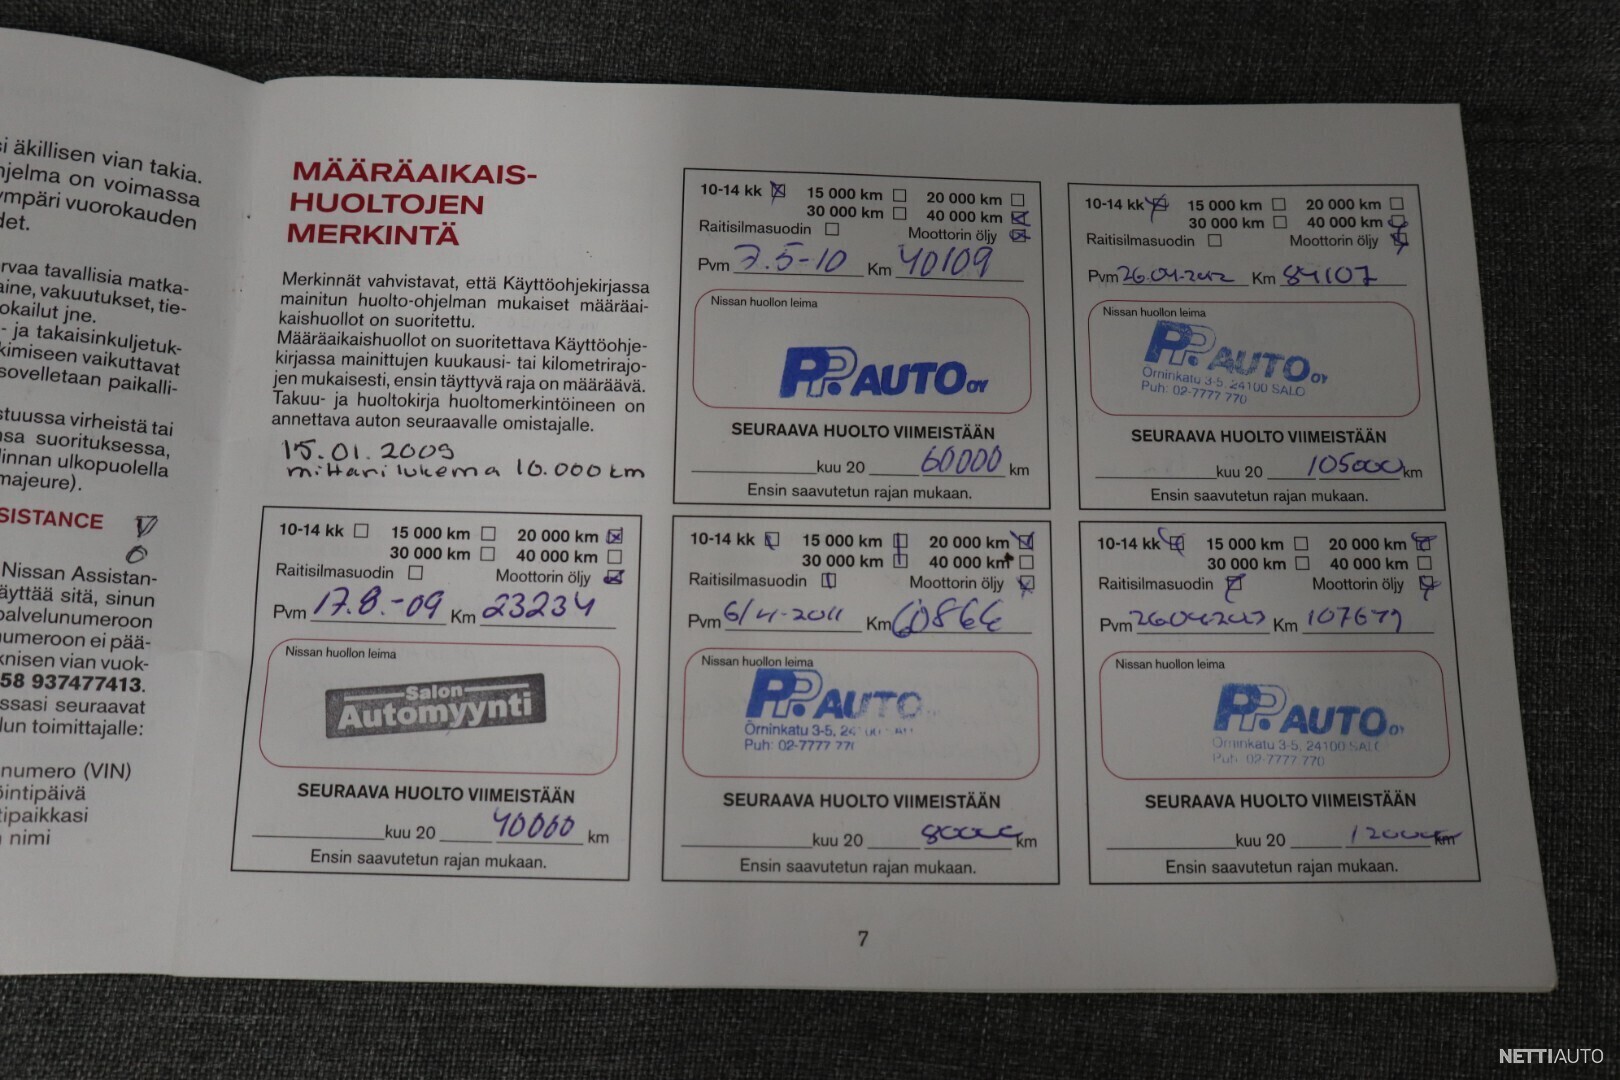 si äkillisen vian takia.
hjelma on voimassa
ympäri vuorokauden
det.
rvaa tavallisia matka-
aine, vakuutukset, tie-
okailut jne.
- ja takaisinkuljetuk-
kimiseen vaikuttavat
sovelletaan paikalli-
stuussa virheistä tai
nsa suorituksessa,
linnan ulkopuolella
majeure).
SISTANCE
Nissan Assistan-
äyttää sitä, sinun
palvelunumeroon
numeroon ei pää-
knisen vian vuok-
58 937477413.
ssasi seuraavat
lun toimittajalle:
numero (VIN)
öintipäivä
tipaikkasi
nimi
MÄÄRÄAIKAIS-
HUOLTOJEN
MERKINTÄ
Merkinnät vahvistavat, että Käyttöohjekirjassa
mainitun huolto-ohjelman mukaiset määräai-
kaishuollot on suoritettu.
Määräaikaishuollot on suoritettava Käyttöohje-
kirjassa mainittujen kuukausi- tai kilometrirajo-
jen mukaisesti, ensin täyttyvä raja on määräävä.
Takuu- ja huoltokirja huoltomerkintöineen on
annettava auton seuraavalle omistajalle.
15.01.2009
mittarilukema 10.000 km
10-14 kk 15 000 km 20 000 km
30 000 km 40 000 km
Raitisilmasuodin Moottorin öljy
Pvm 17.8.-09 Km 23234
Nissan huollon leima
Salon
Automyynti
SEURAAVA HUOLTO VIIMEISTÄÄN
kuu 20 40000 km
Ensin saavutetun rajan mukaan.
10-14 kk 15 000 km 20 000 km
30 000 km 40 000 km
Raitisilmasuodin Moottorin öljy
Pvm 7.5-10 Km 40109
Nissan huollon leima
PP. AUTO OY
SEURAAVA HUOLTO VIIMEISTÄÄN
kuu 20 60000 km
Ensin saavutetun rajan mukaan.
10-14 kk 15 000 km 20 000 km
30 000 km 40 000 km
Raitisilmasuodin Moottorin öljy
Pvm 6/4-2011 Km 60866
Nissan huollon leima
PP. AUTO
Örninkatu 3-5, 24100 SALO
Puh: 02-7777 77
SEURAAVA HUOLTO VIIMEISTÄÄN
kuu 20 80000 km
Ensin saavutetun rajan mukaan.
10-14 kk 15 000 km 20 000 km
30 000 km 40 000 km
Raitisilmasuodin Moottorin öljy
Pvm 26.04.2012 Km 84107
Nissan huollon leima
PP. AUTO OY
Örninkatu 3-5, 24100 SALO
Puh: 02-7777 770
SEURAAVA HUOLTO VIIMEISTÄÄN
kuu 20 105000 km
Ensin saavutetun rajan mukaan.
10-14 kk 15 000 km 20 000 km
30 000 km 40 000 km
Raitisilmasuodin Moottorin öljy
Pvm Km 107679
Nissan huollon leima
PP. AUTO OY
Örninkatu 3-5, 24100 SALO
Puh: 02-7777 770
SEURAAVA HUOLTO VIIMEISTÄÄN
kuu 20 120000 km
Ensin saavutetun rajan mukaan.
7
NETTIAUTO